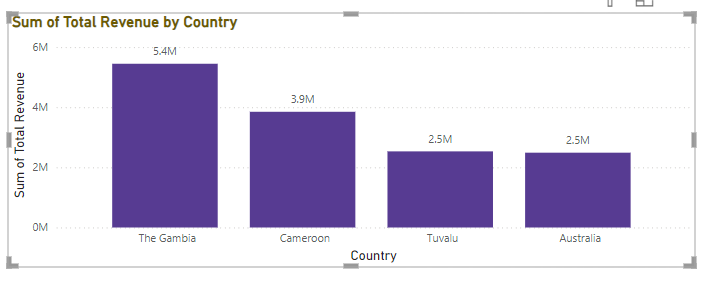 Sum of Total Revenue by Country
6M
5.4M
3.9M
4M
2.5M
2.5M
2M
0M
Sum of Total Revenue
The Gambia
Cameroon
Tuvalu
Australia
Country